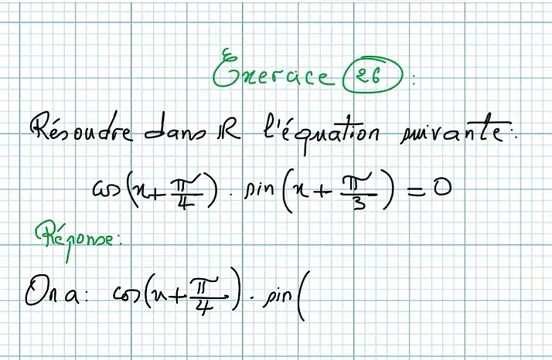 Exercice 26 :
Résoudre dans ℝ l'équation suivante:
cos(x+π/4) . sin(x+π/3) = 0
Réponse:
On a: cos(x+π/4) . sin(